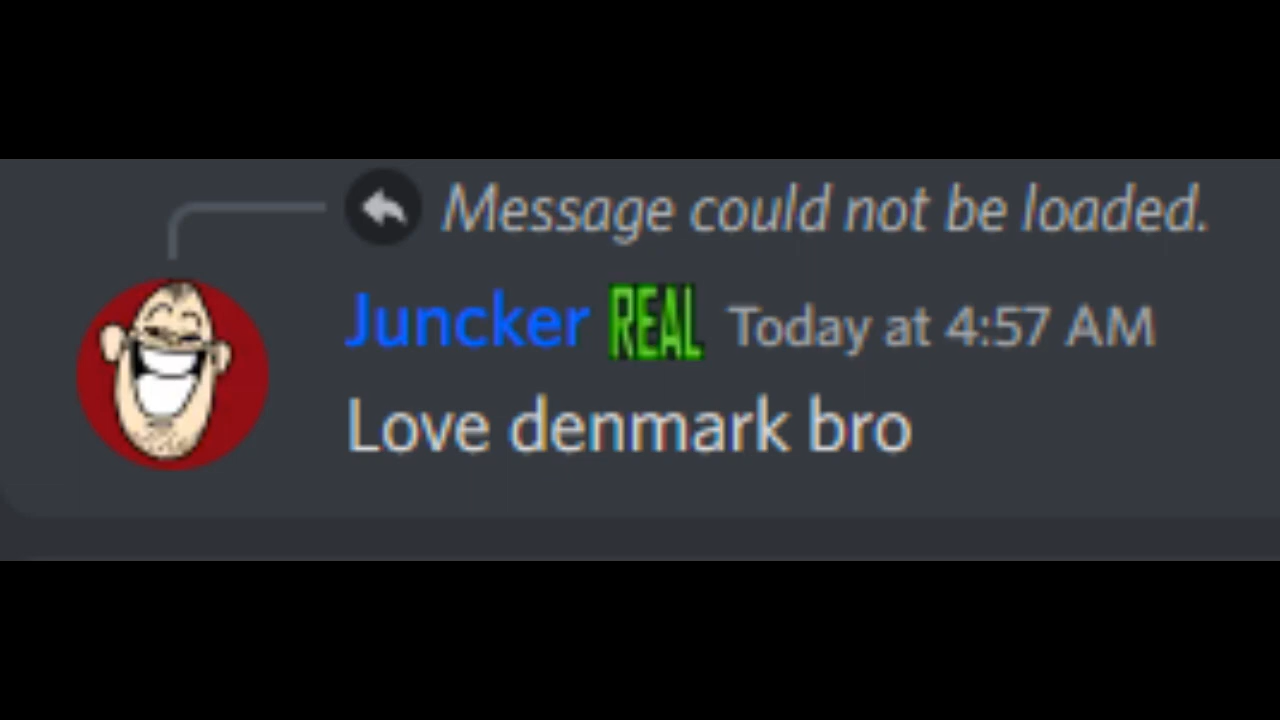 Message could not be loaded.
Juncker REAL Today at 4:57 AM
Love denmark bro